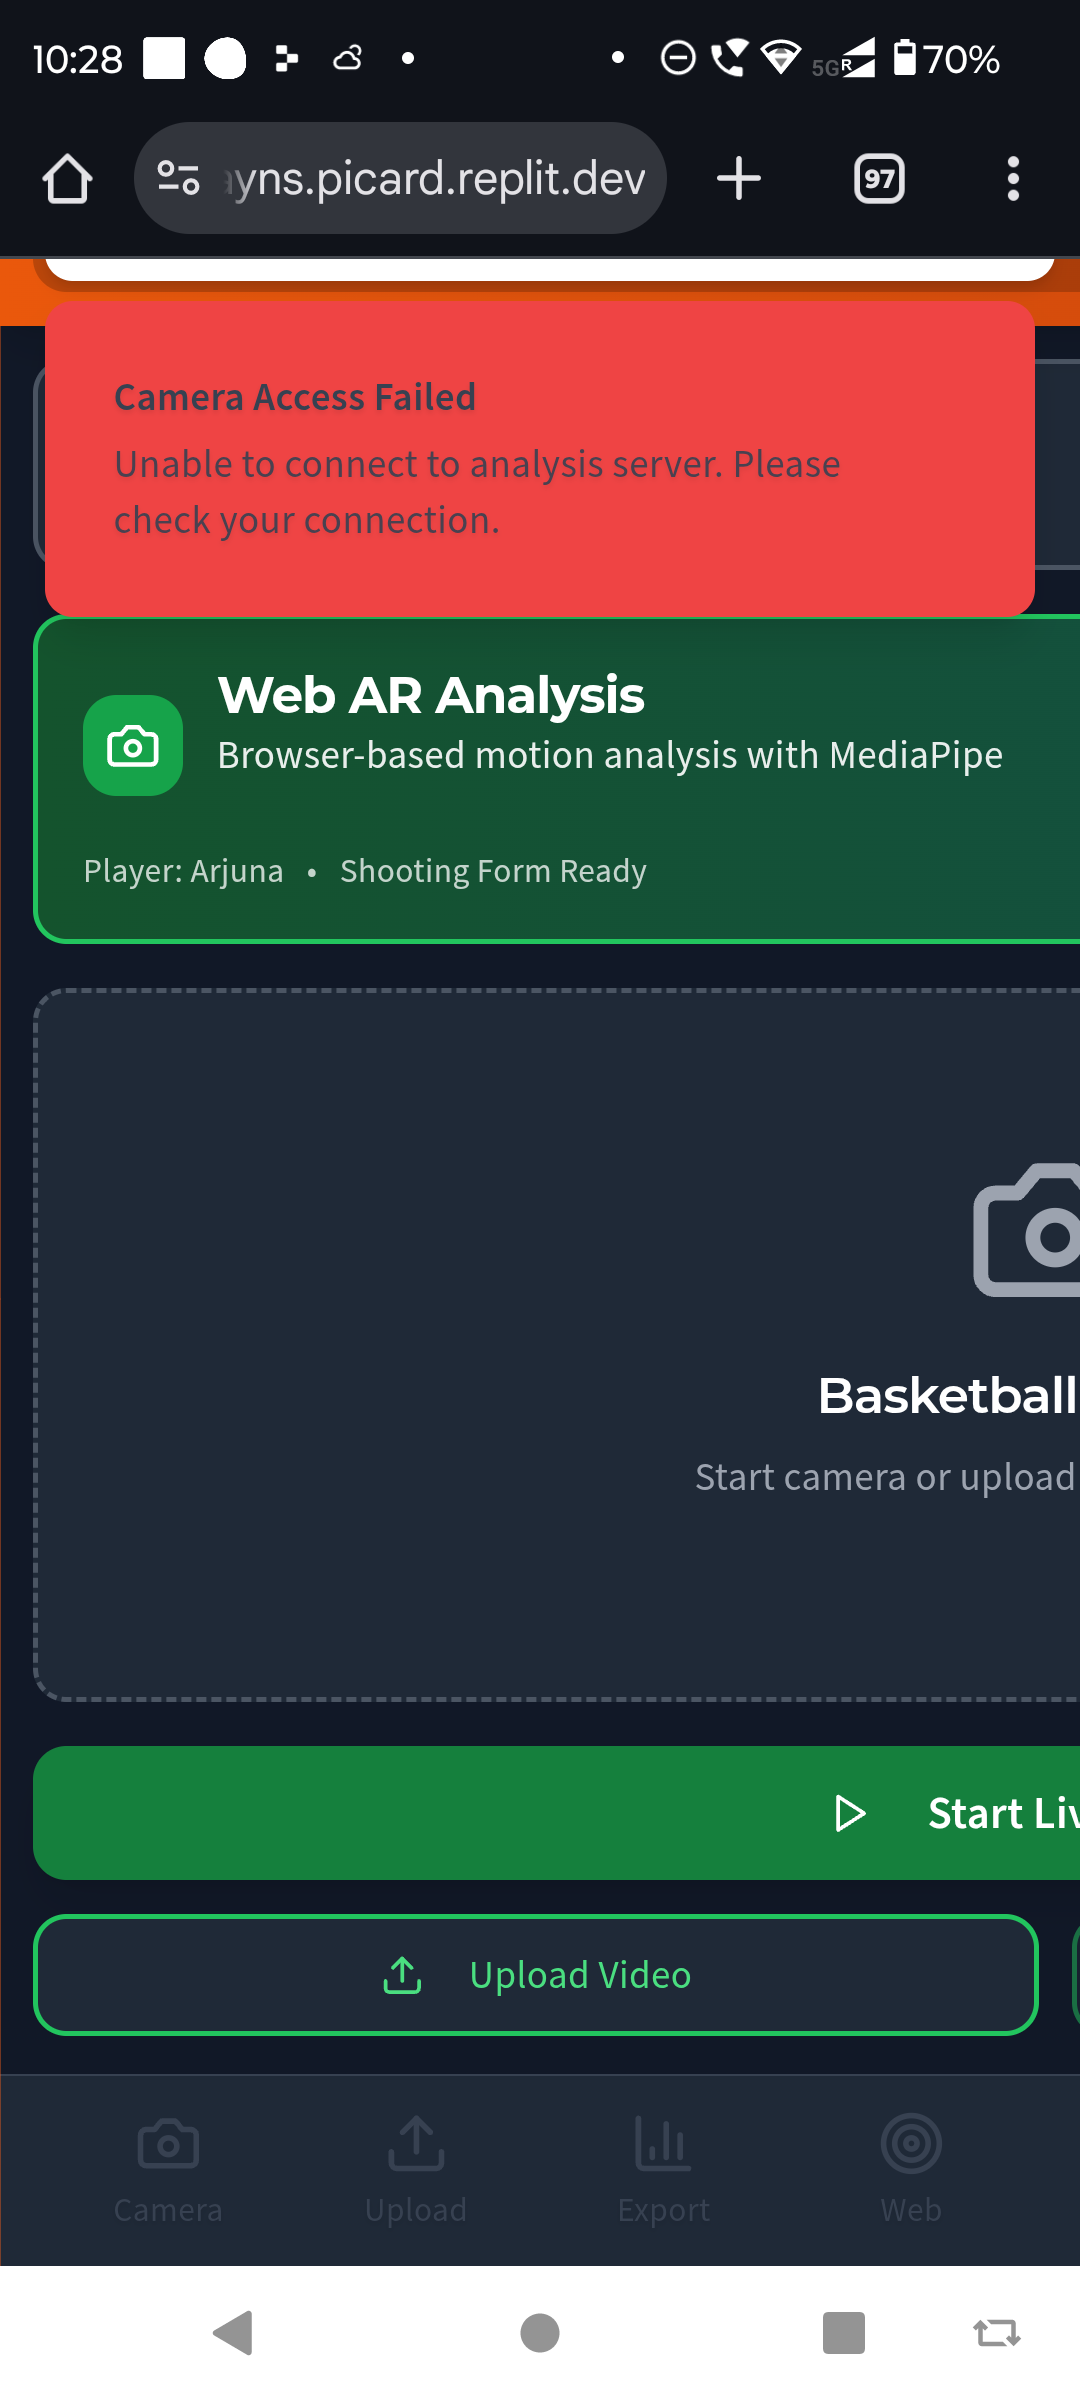 10:28
5G
R
70%
yns.picard.replit.dev
97
Camera Access Failed
Unable to connect to analysis server. Please
check your connection.
Web AR Analysis
Browser-based motion analysis with MediaPipe
Player: Arjuna • Shooting Form Ready
Basketball
Start camera or upload
Start Liv
Upload Video
Camera
Upload
Export
Web